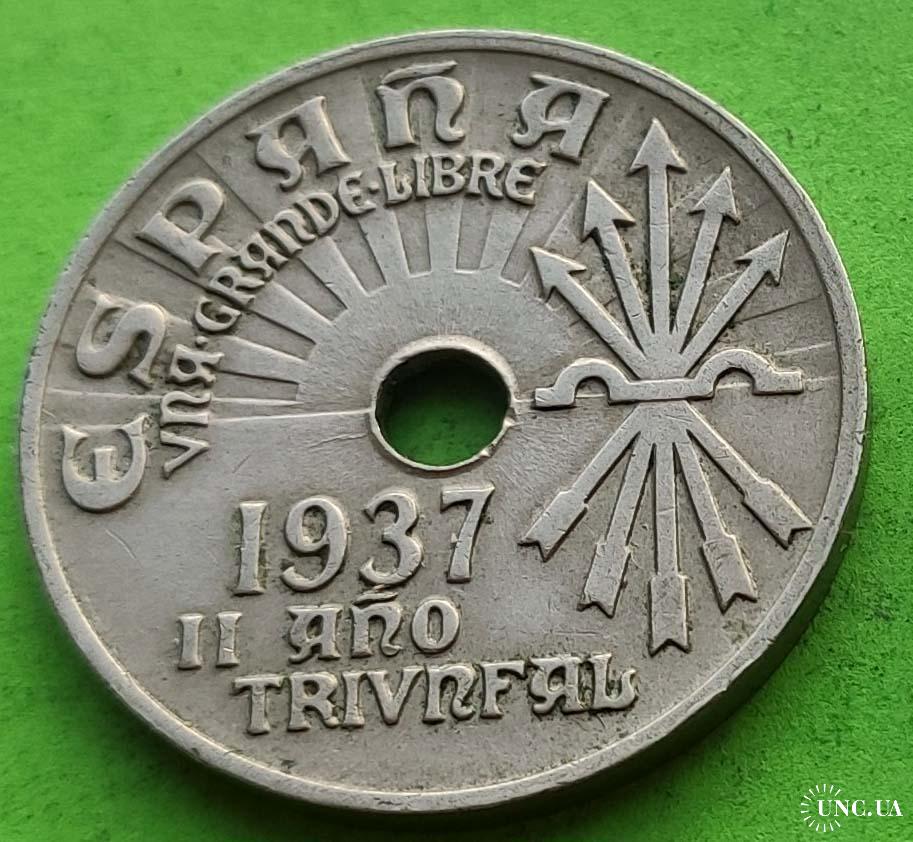 ESPAÑA
VNA·GRANDE·LIBRE
1937
II AÑO
TRIVNFAL
UNC.UA